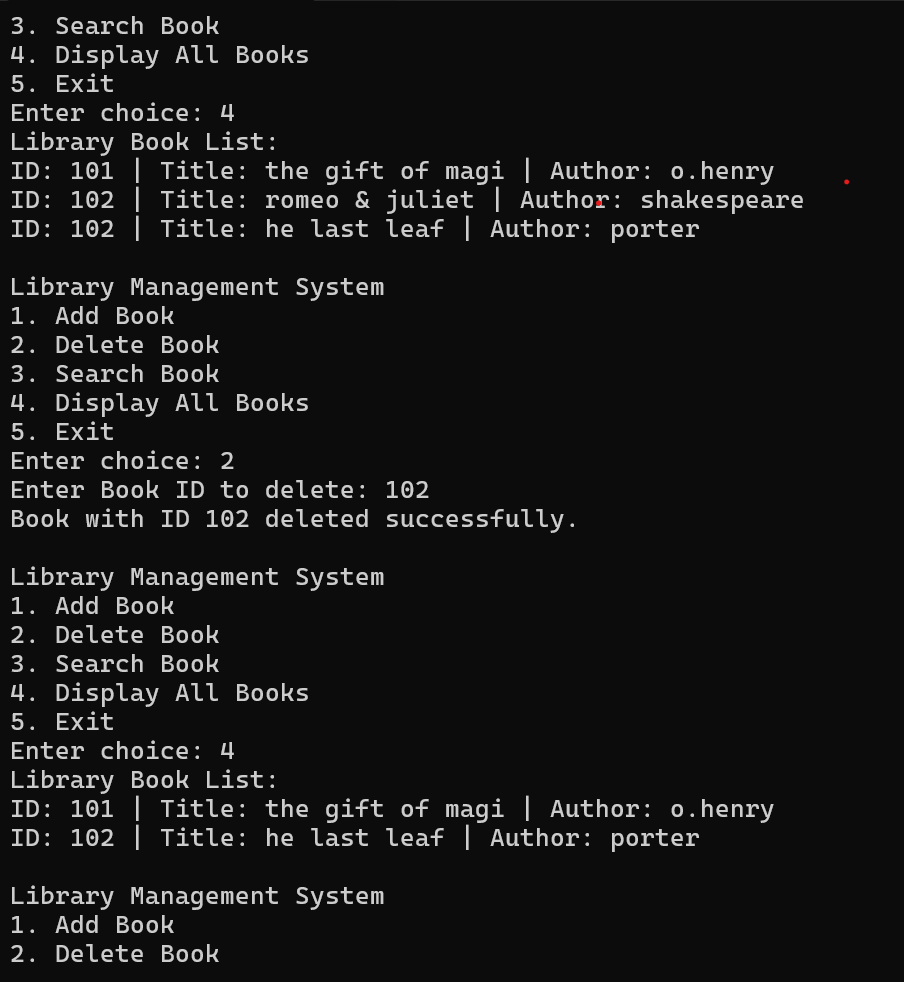 3. Search Book
4. Display All Books
5. Exit
Enter choice: 4
Library Book List:
ID: 101 | Title: the gift of magi | Author: o.henry
ID: 102 | Title: romeo & juliet | Author: shakespeare
ID: 102 | Title: he last leaf | Author: porter

Library Management System
1. Add Book
2. Delete Book
3. Search Book
4. Display All Books
5. Exit
Enter choice: 2
Enter Book ID to delete: 102
Book with ID 102 deleted successfully.

Library Management System
1. Add Book
2. Delete Book
3. Search Book
4. Display All Books
5. Exit
Enter choice: 4
Library Book List:
ID: 101 | Title: the gift of magi | Author: o.henry
ID: 102 | Title: he last leaf | Author: porter

Library Management System
1. Add Book
2. Delete Book